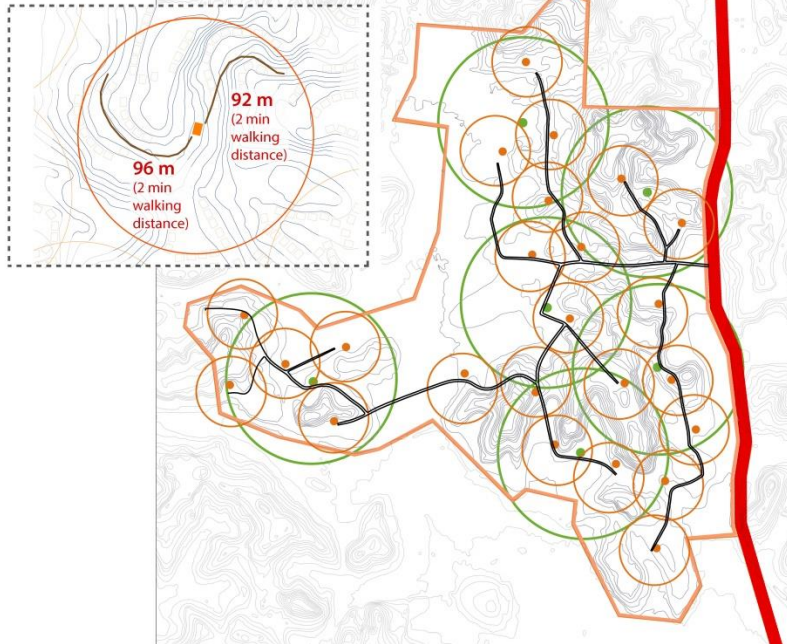 92 m
(2 min
walking
distance)
96 m
(2 min
walking
distance)